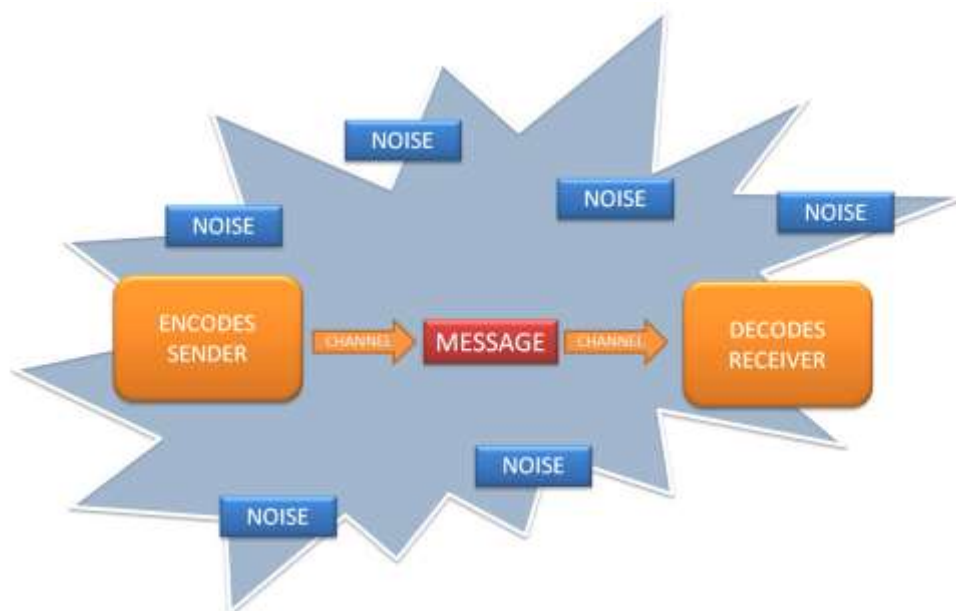 NOISE
NOISE
NOISE
NOISE
ENCODES
SENDER
CHANNEL
MESSAGE
CHANNEL
DECODES
RECEIVER
NOISE
NOISE